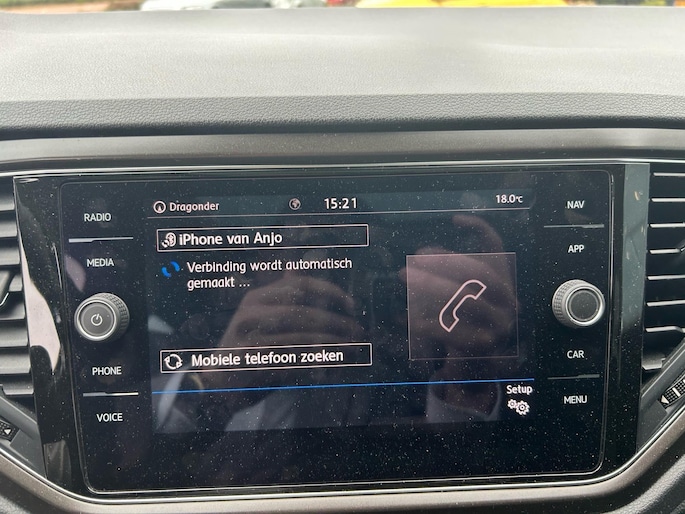 Dragonder
15:21
18.0°C
RADIO
MEDIA
PHONE
VOICE
iPhone van Anjo
Verbinding wordt automatisch
gemaakt ...
Mobiele telefoon zoeken
Setup
NAV
APP
CAR
MENU